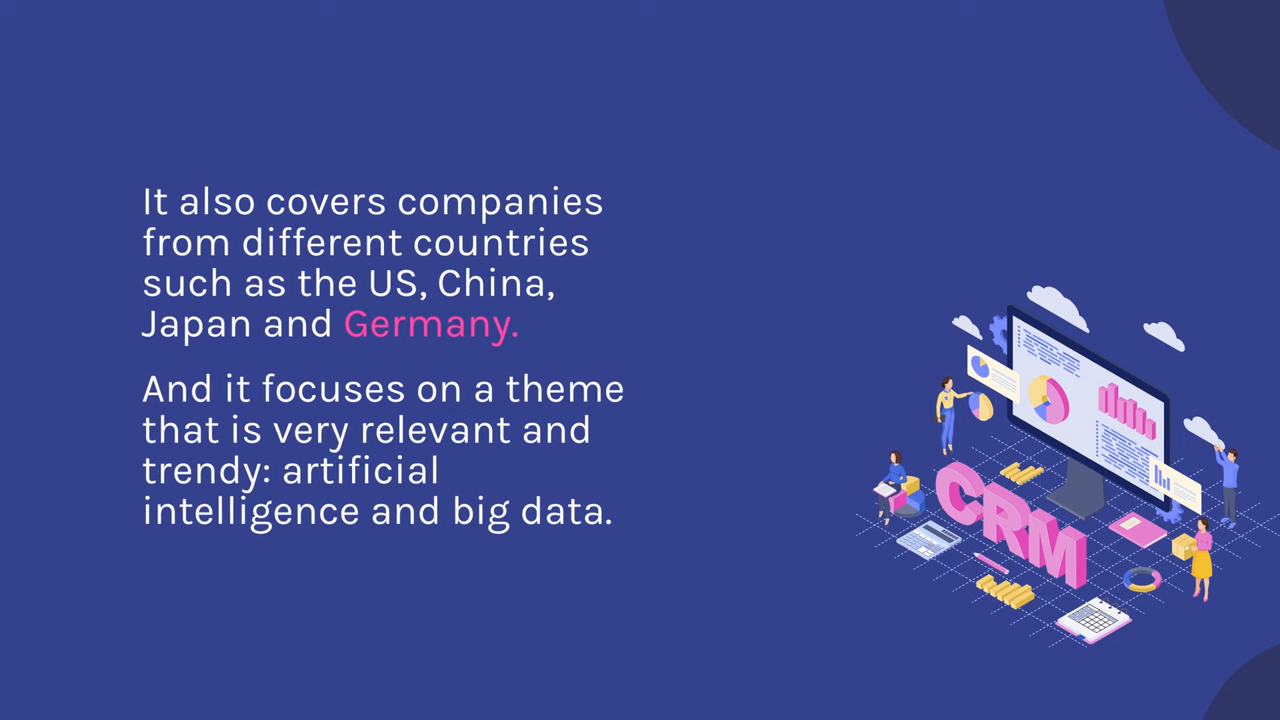 It also covers companies
from different countries
such as the US, China,
Japan and Germany.
And it focuses on a theme
that is very relevant and
trendy: artificial
intelligence and big data.
CRM